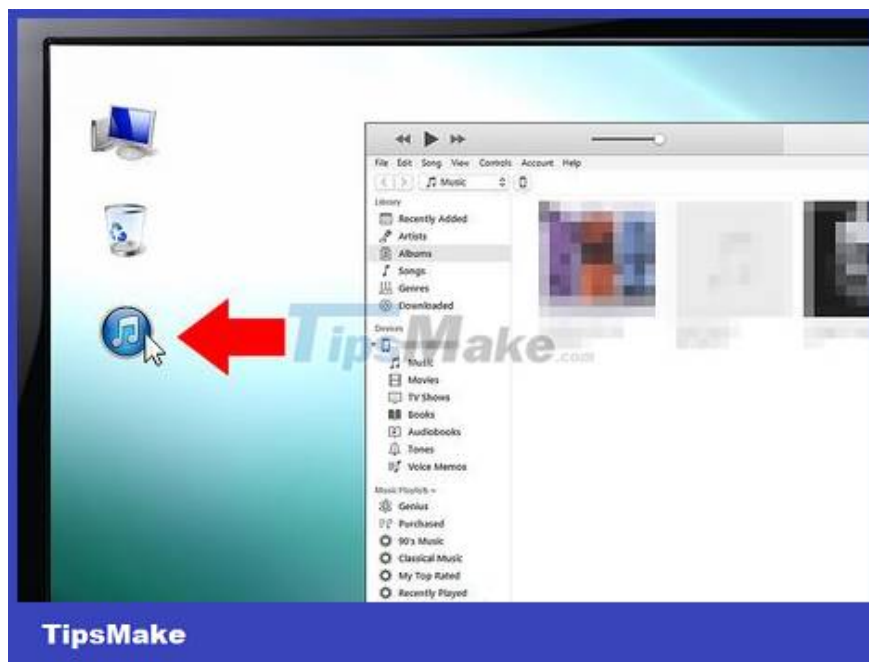 File Edit Song View Controls Account Help
Music
Library
Recently Added
Artists
Albums
Songs
Genres
Downloaded
Devices
Music
Movies
TV Shows
Books
Audiobooks
Tones
Voice Memos
Music Playlists
Genius
Purchased
90's Music
Classical Music
My Top Rated
Recently Played
TipsMake.com
TipsMake